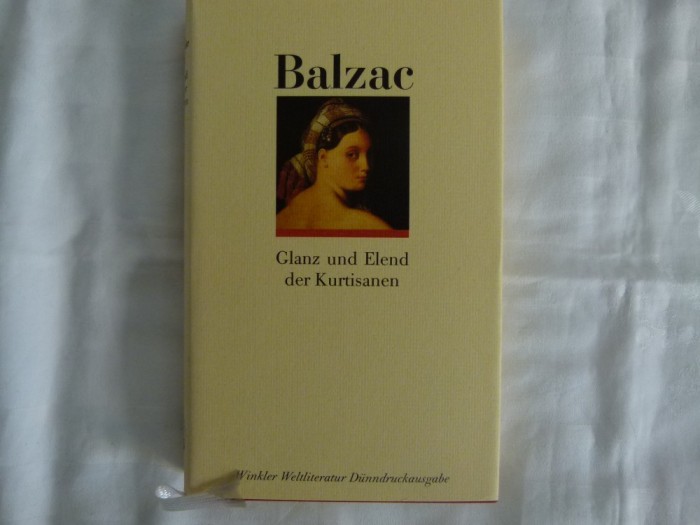 Balzac
Glanz und Elend
der Kurtisanen
Winkler Weltliteratur Dünndruckausgabe